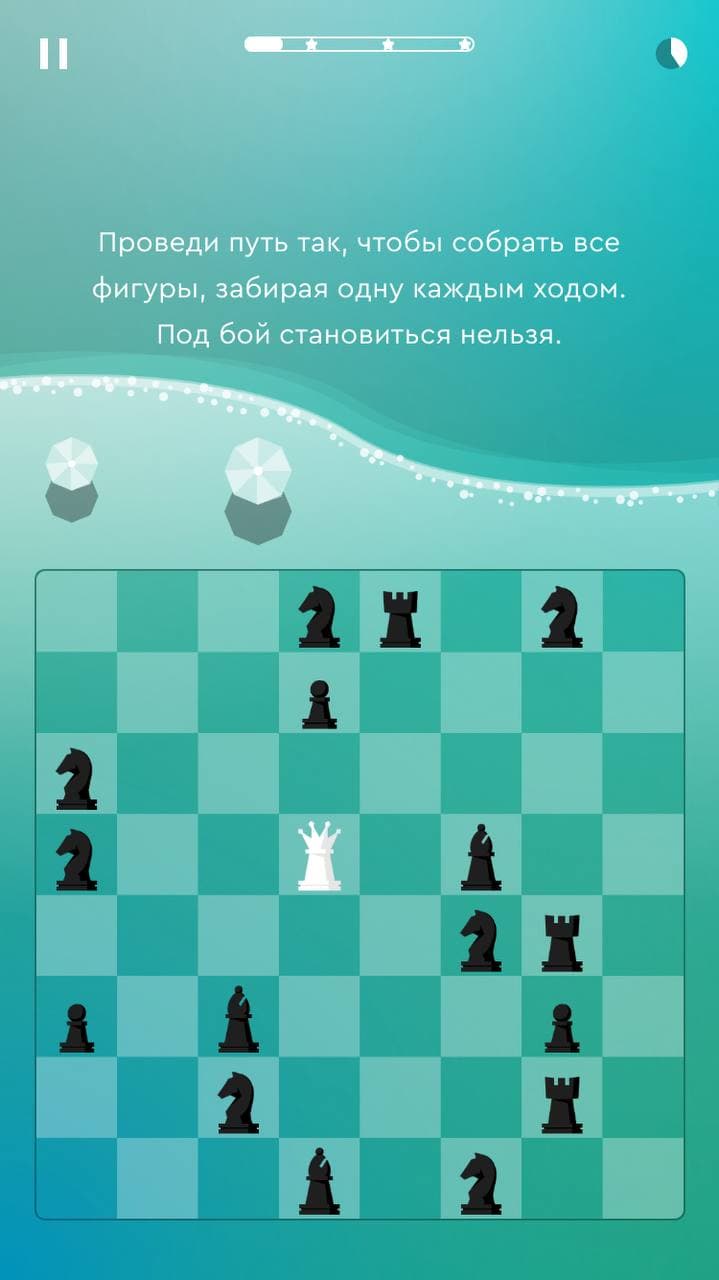 Проведи путь так, чтобы собрать все
фигуры, забирая одну каждым ходом.
Под бой становиться нельзя.